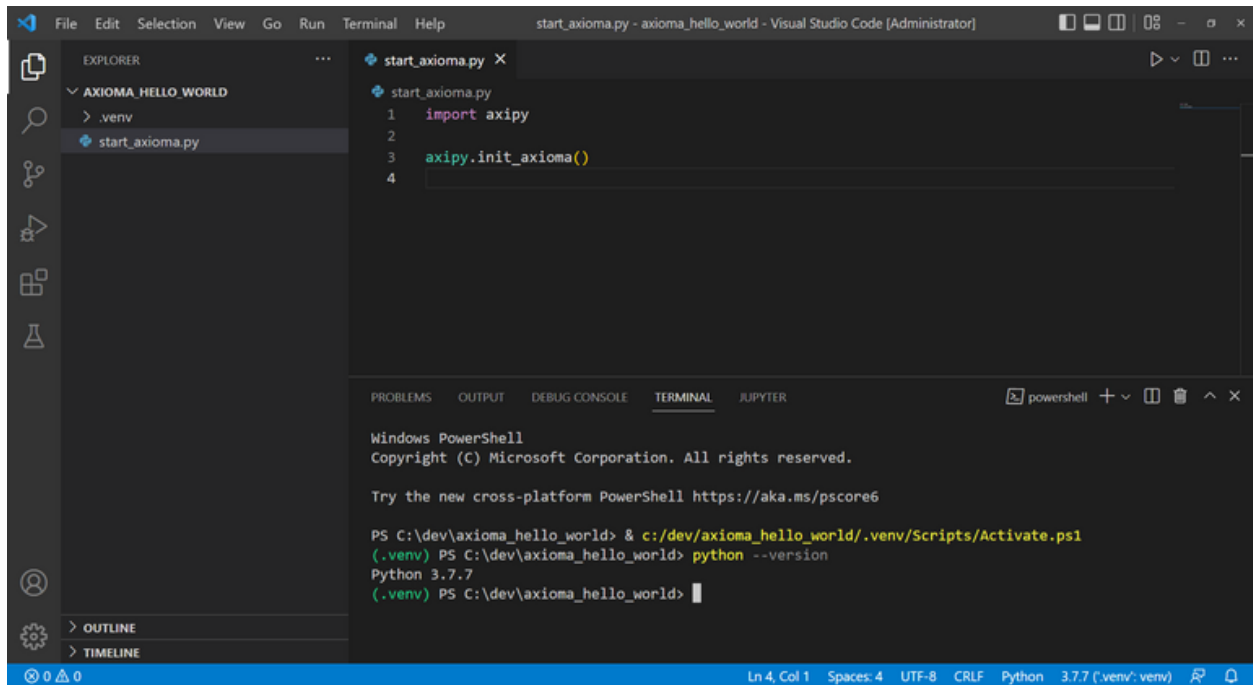 File Edit Selection View Go Run Terminal Help
start_axioma.py - axioma_hello_world - Visual Studio Code [Administrator]
EXPLORER
AXIOMA_HELLO_WORLD
.venv
start_axioma.py
start_axioma.py
start_axioma.py
1 import axipy
2
3 axipy.init_axioma()
4
PROBLEMS OUTPUT DEBUG CONSOLE TERMINAL JUPYTER
powershell
Windows PowerShell
Copyright (C) Microsoft Corporation. All rights reserved.
Try the new cross-platform PowerShell https://aka.ms/pscore6
PS C:\dev\axioma_hello_world> & c:/dev/axioma_hello_world/.venv/Scripts/Activate.ps1
(.venv) PS C:\dev\axioma_hello_world> python --version
Python 3.7.7
(.venv) PS C:\dev\axioma_hello_world>
OUTLINE
TIMELINE
0 0
Ln 4, Col 1 Spaces: 4 UTF-8 CRLF Python 3.7.7 ('.venv': venv)